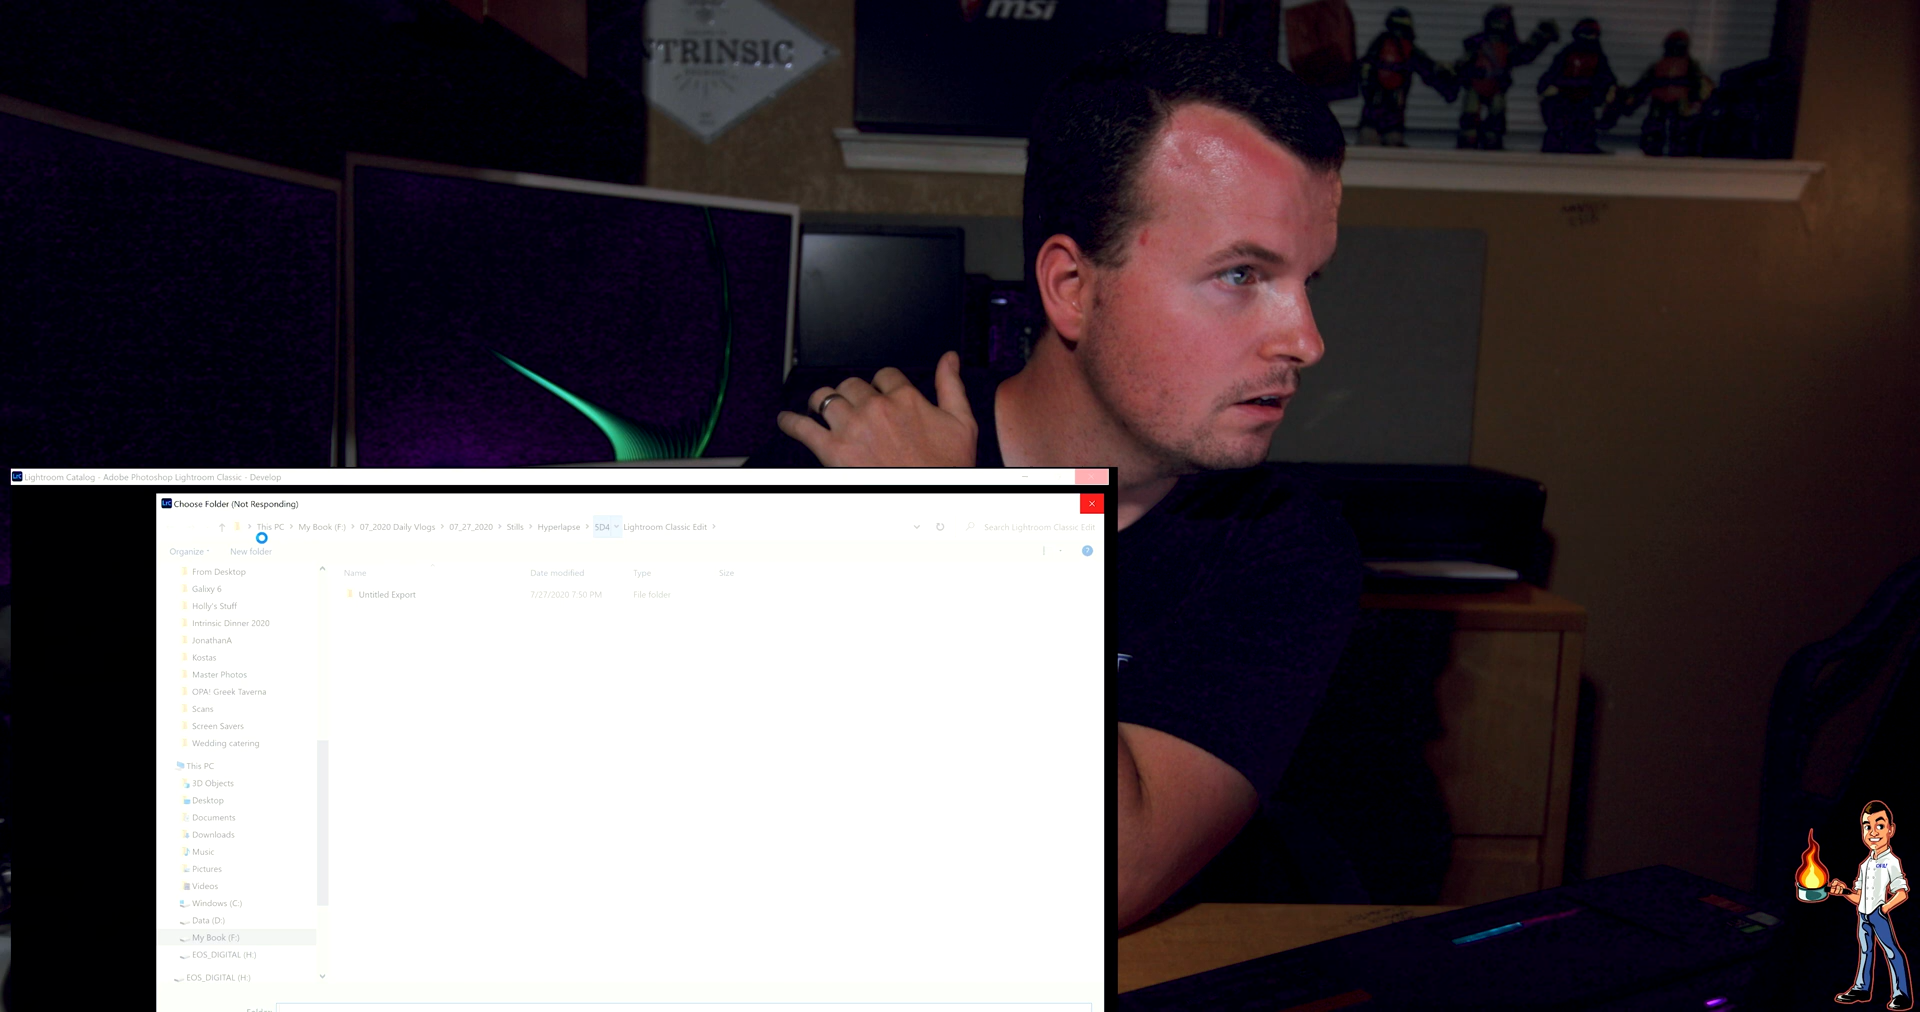 msi
NTRINSIC
Lightroom Catalog - Adobe Photoshop Lightroom Classic - Develop
Choose Folder (Not Responding)
This PC > My Book (F:) > 07_2020 Daily Vlogs > 07_27_2020 > Stills > Hyperlapse > 5D4 Lightroom Classic Edit >
Search Lightroom Classic Edit
Organize
New folder
Name Date modified Type Size
Untitled Export 7/27/2020 7:50 PM File folder
From Desktop
Galixy 6
Holly's Stuff
Intrinsic Dinner 2020
JonathanA
Kostas
Master Photos
OPA! Greek Taverna
Scans
Screen Savers
Wedding catering
This PC
3D Objects
Desktop
Documents
Downloads
Music
Pictures
Videos
Windows (C:)
Data (D:)
My Book (F:)
EOS_DIGITAL (H:)
EOS_DIGITAL (H:)